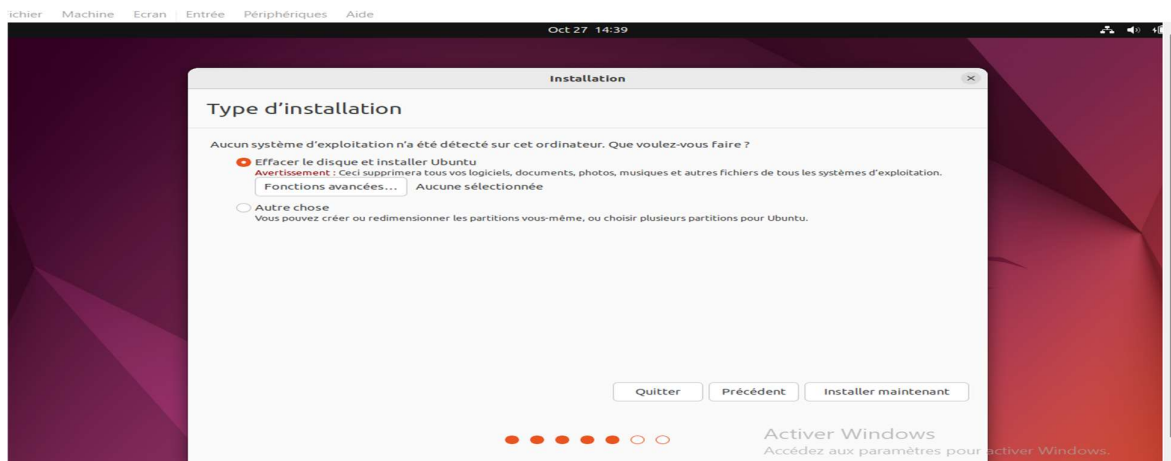 ichier Machine Ecran Entrée Périphériques Aide
Oct 27 14:39
Installation
Type d'installation
Aucun système d'exploitation n'a été détecté sur cet ordinateur. Que voulez-vous faire ?
Effacer le disque et installer Ubuntu
Avertissement : Ceci supprimera tous vos logiciels, documents, photos, musiques et autres fichiers de tous les systèmes d'exploitation.
Fonctions avancées... Aucune sélectionnée
Autre chose
Vous pouvez créer ou redimensionner les partitions vous-même, ou choisir plusieurs partitions pour Ubuntu.
Quitter Précédent Installer maintenant
Activer Windows
Accédez aux paramètres pour activer Windows.